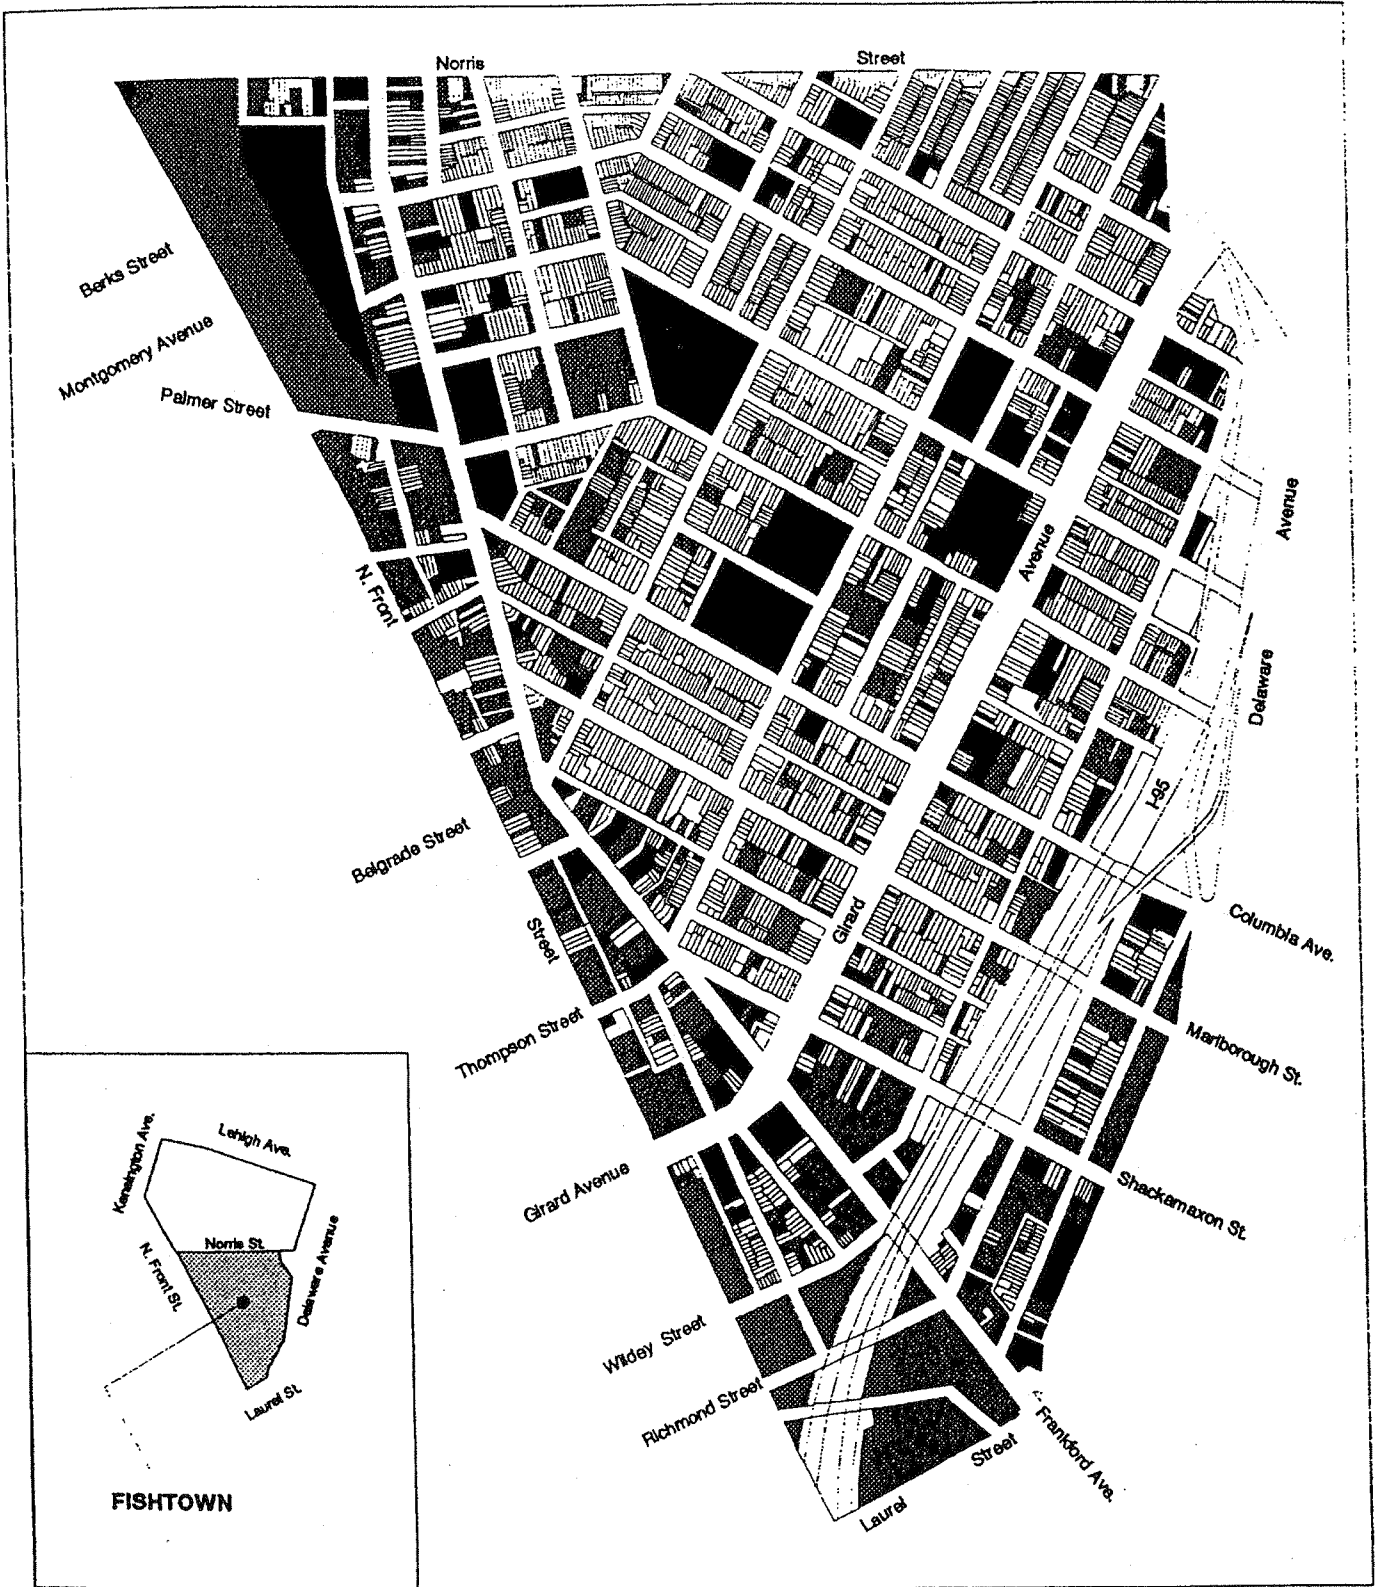 Norris
Street
Berks Street
Montgomery Avenue
Palmer Street
N. Front
Street
Avenue
Avenue
Delaware
I-95
Belgrade Street
Girard
Columbia Ave.
Thompson Street
Marlborough St.
Girard Avenue
Shackamaxon St.
Wildey Street
Richmond Street
Frankford Ave.
Street
Laurel
Kensington Ave.
Lehigh Ave.
Norris St.
N. Front St.
Delaware Avenue
Laurel St.
FISHTOWN